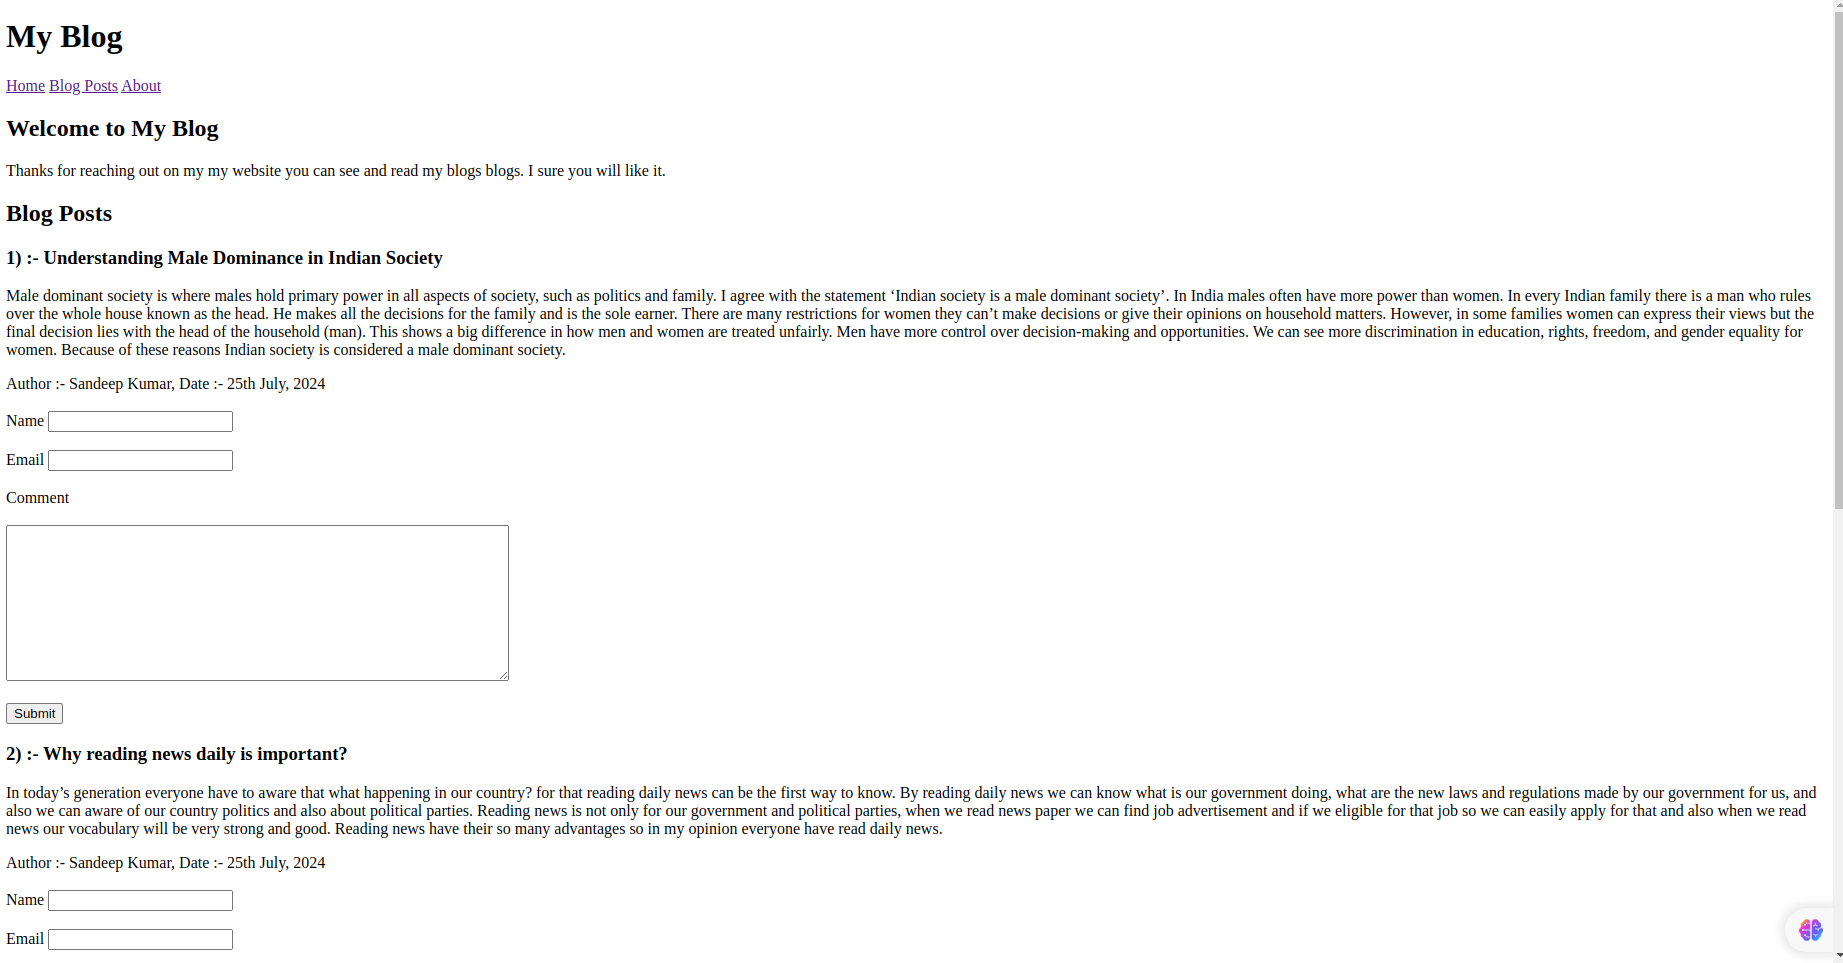 My Blog
Home Blog Posts About
Welcome to My Blog
Thanks for reaching out on my my website you can see and read my blogs blogs. I sure you will like it.
Blog Posts
1) :- Understanding Male Dominance in Indian Society
Male dominant society is where males hold primary power in all aspects of society, such as politics and family. I agree with the statement ‘Indian society is a male dominant society’. In India males often have more power than women. In every Indian family there is a man who rules
over the whole house known as the head. He makes all the decisions for the family and is the sole earner. There are many restrictions for women they can’t make decisions or give their opinions on household matters. However, in some families women can express their views but the
final decision lies with the head of the household (man). This shows a big difference in how men and women are treated unfairly. Men have more control over decision-making and opportunities. We can see more discrimination in education, rights, freedom, and gender equality for
women. Because of these reasons Indian society is considered a male dominant society.
Author :- Sandeep Kumar, Date :- 25th July, 2024
Name
Email
Comment
Submit
2) :- Why reading news daily is important?
In today’s generation everyone have to aware that what happening in our country? for that reading daily news can be the first way to know. By reading daily news we can know what is our government doing, what are the new laws and regulations made by our government for us, and
also we can aware of our country politics and also about political parties. Reading news is not only for our government and political parties, when we read news paper we can find job advertisement and if we eligible for that job so we can easily apply for that and also when we read
news our vocabulary will be very strong and good. Reading news have their so many advantages so in my opinion everyone have read daily news.
Author :- Sandeep Kumar, Date :- 25th July, 2024
Name
Email